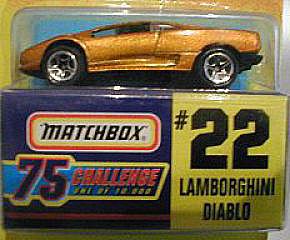 MATCHBOX
75 CHALLENGE
ONE OF 10,000
#22
LAMBORGHINI
DIABLO